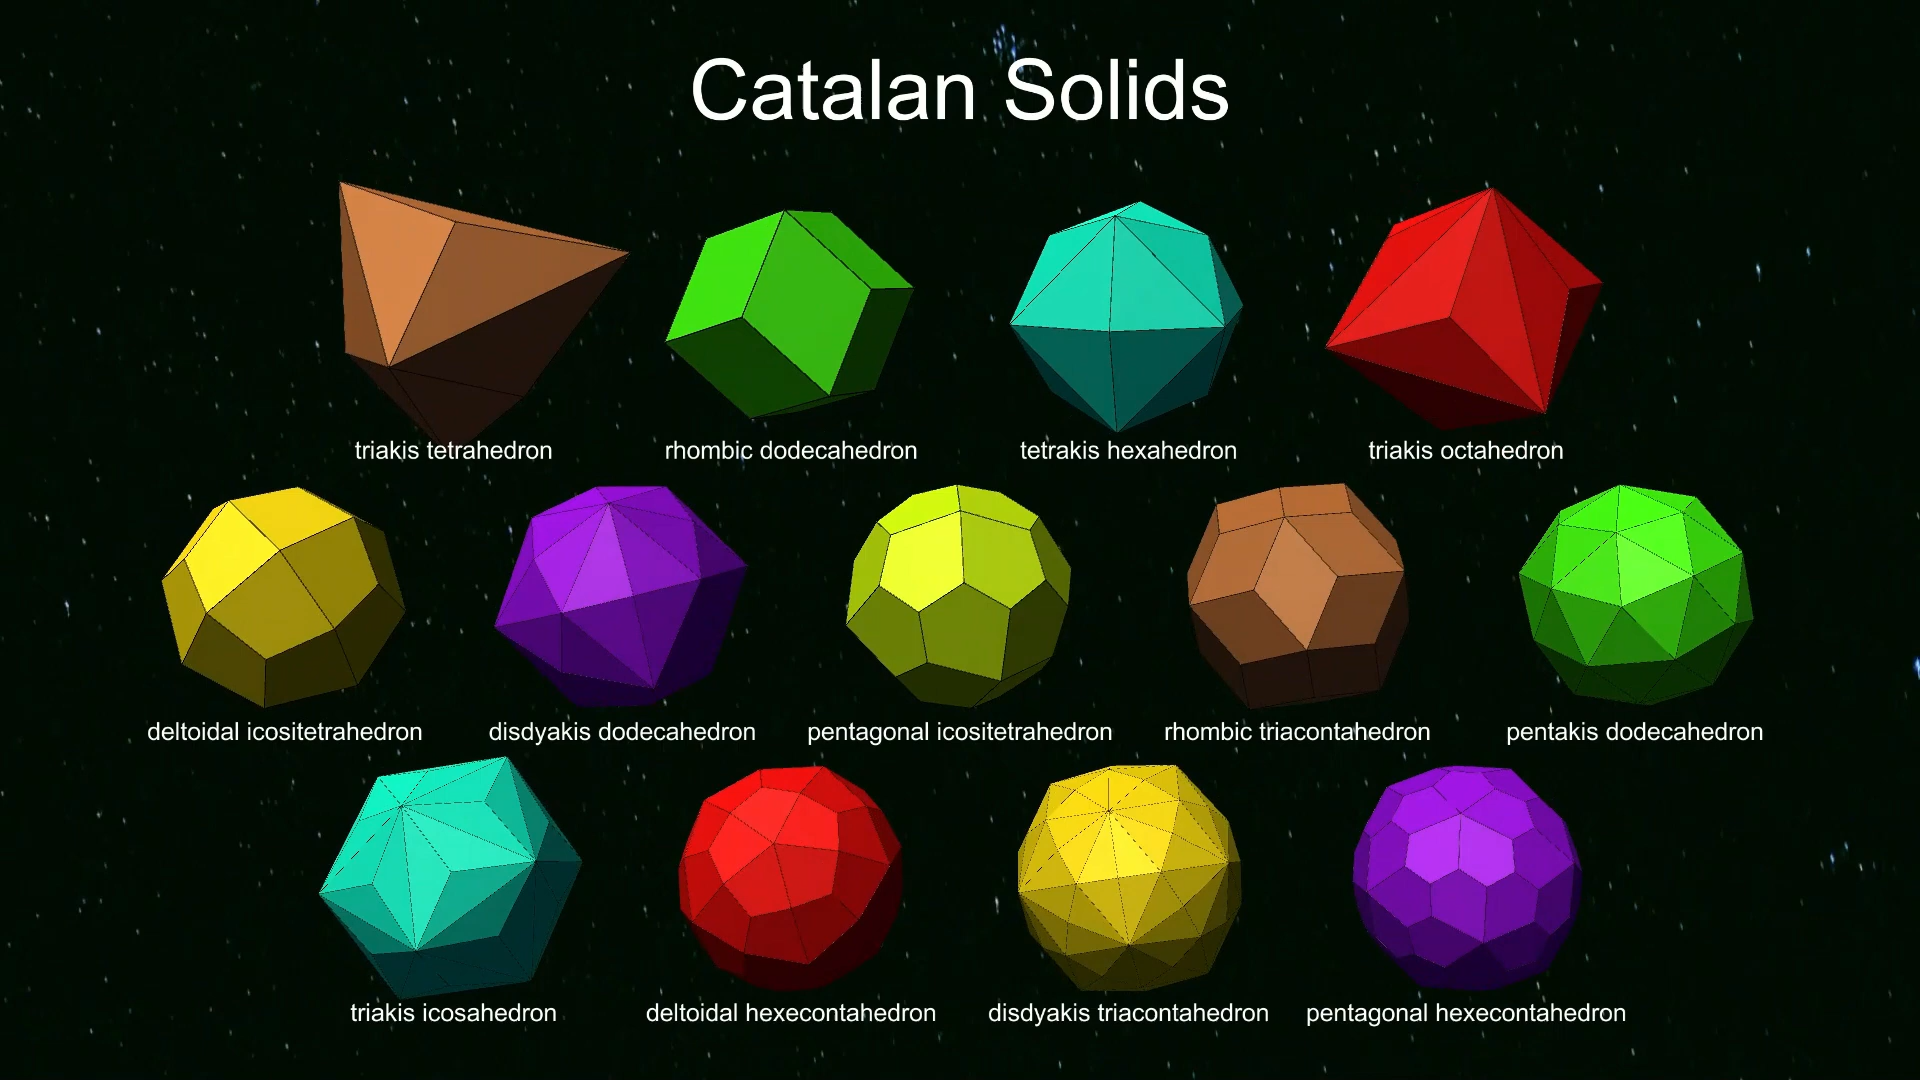 Catalan Solids
triakis tetrahedron
rhombic dodecahedron
tetrakis hexahedron
triakis octahedron
deltoidal icositetrahedron
disdyakis dodecahedron
pentagonal icositetrahedron
rhombic triacontahedron
pentakis dodecahedron
triakis icosahedron
deltoidal hexecontahedron
disdyakis triacontahedron
pentagonal hexecontahedron